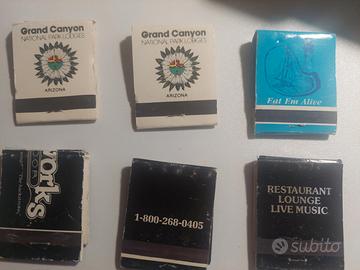 Grand Canyon
NATIONAL PARK LODGES
ARIZONA
Grand Canyon
NATIONAL PARK LODGES
ARIZONA
Eat Em Alive
works
1-800-268-0405
RESTAURANT
LOUNGE
LIVE MUSIC
subito